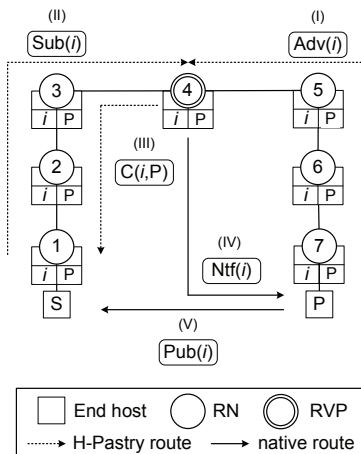 (II)
(I)
Sub(i)
Adv(i)
3
4
5
i P
i P
i P
(III)
C(i,P)
2
6
i P
i P
(IV)
Ntf(i)
1
7
i P
i P
S
P
(V)
Pub(i)
End host
RN
RVP
H-Pastry route
native route